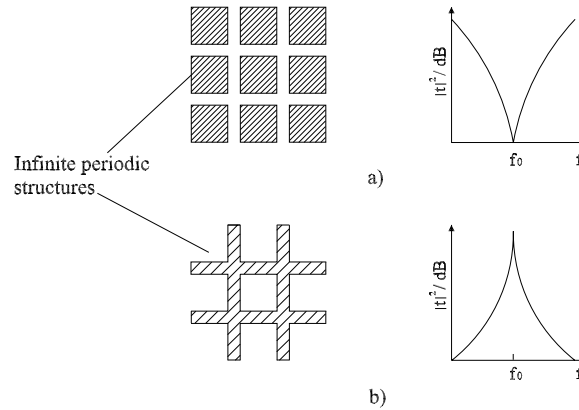 |t|²/ dB
f₀
f
a)
Infinite periodic
structures
|t|²/ dB
f₀
f
b)